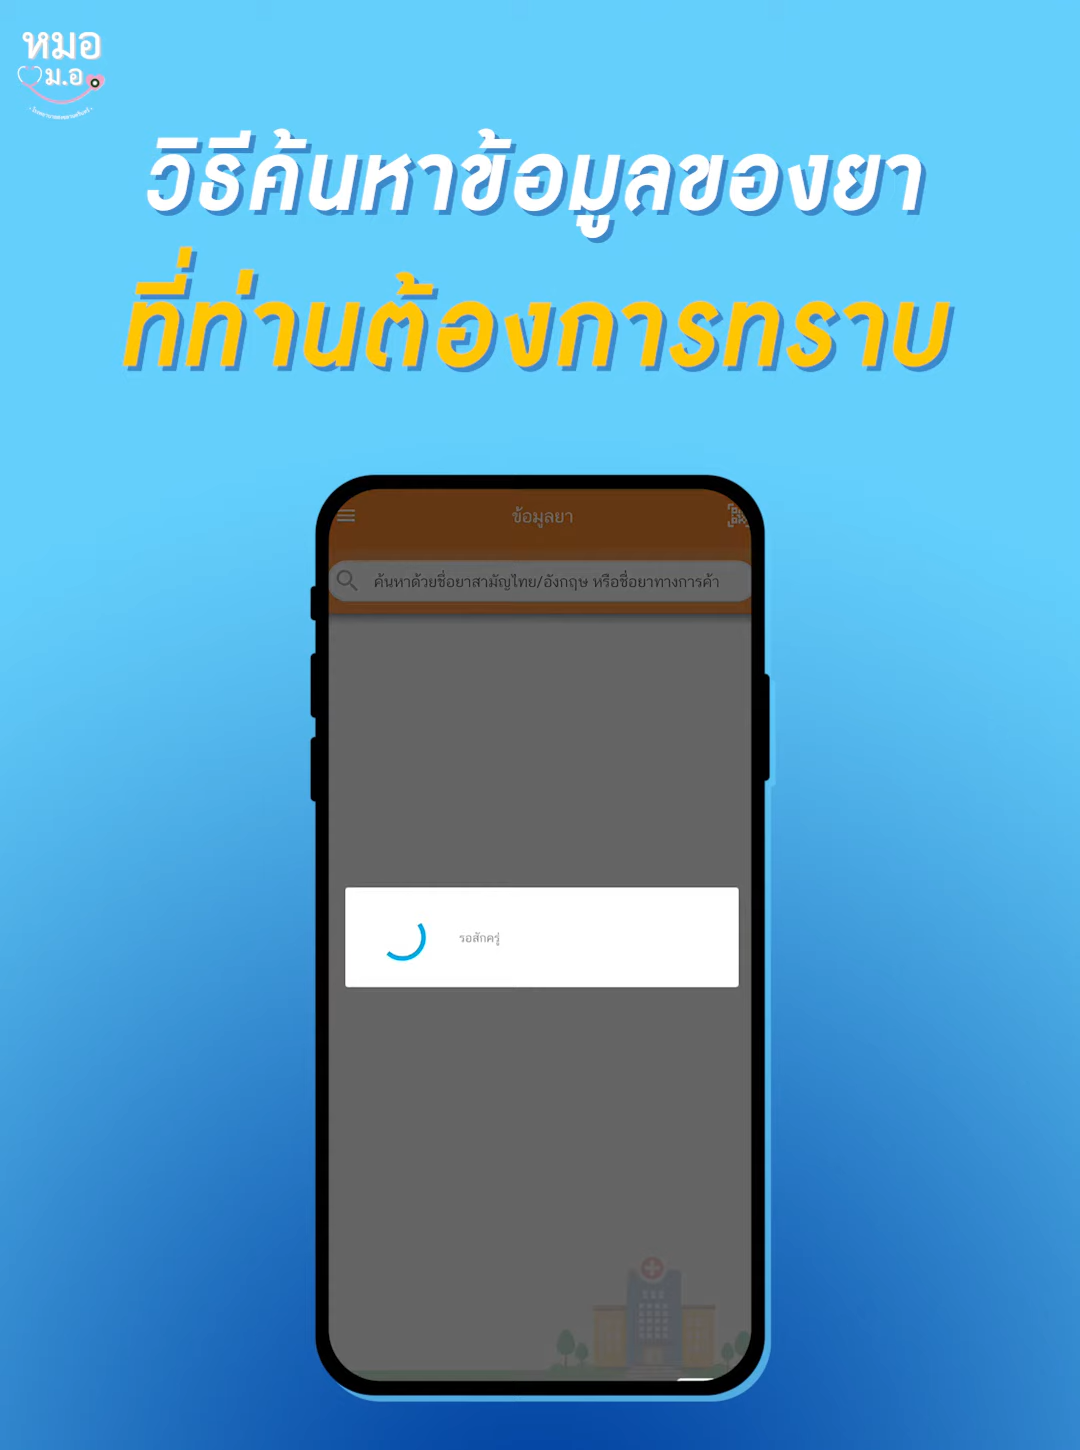 หมอ
ม.อ
วิธีค้นหาข้อมูลของยา
ที่ท่านต้องการทราบ
ข้อมูลยา
ค้นหาด้วยชื่อยาสามัญไทย/อังกฤษ หรือชื่อยาทางการค้า
รอสักครู่